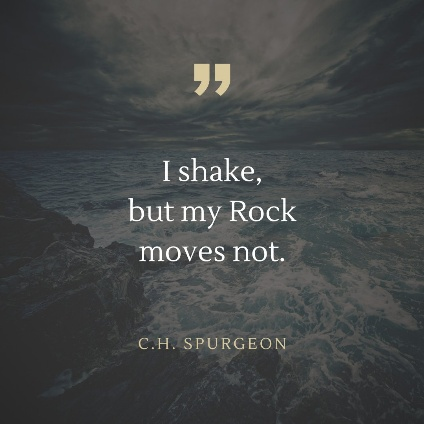 ”
I shake,
but my Rock
moves not.
C.H. SPURGEON